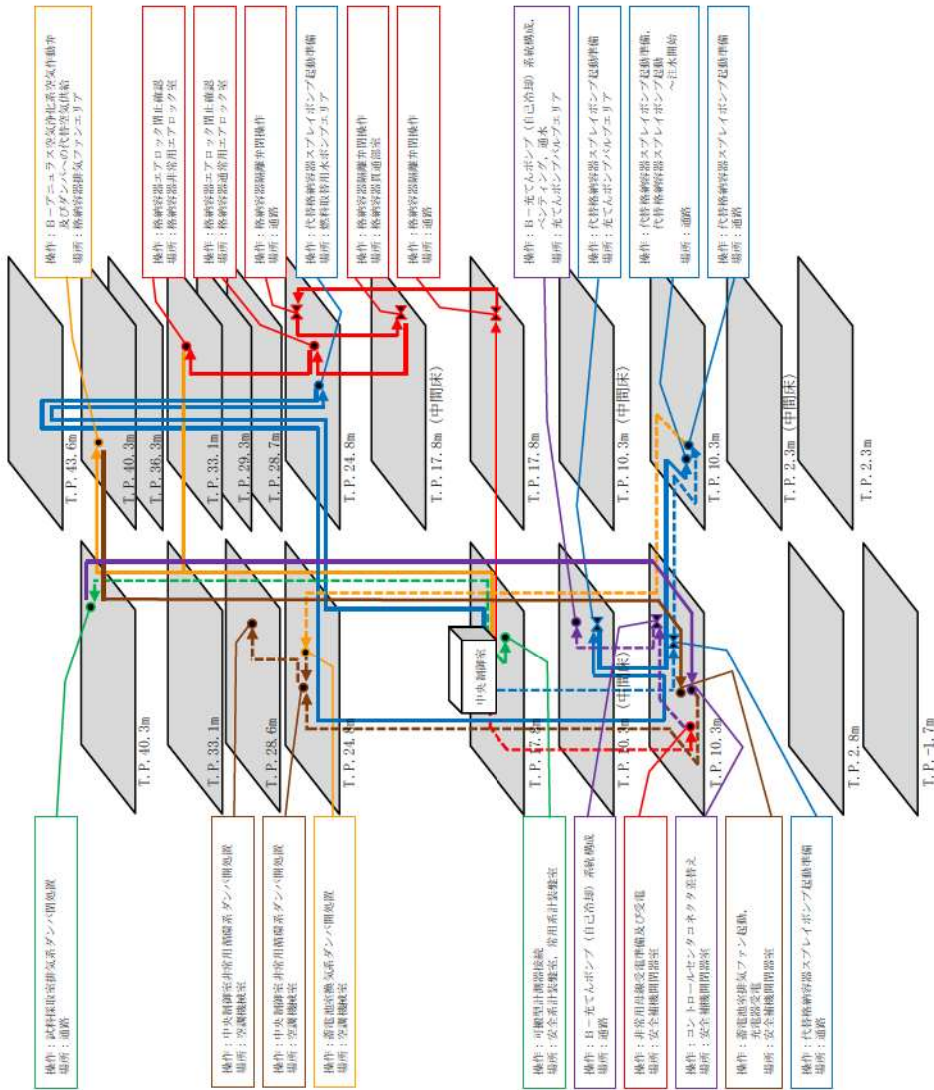 操作：B－アニュラス空気浄化系空気作動弁
及びダンパへの代替空気供給
場所：格納容器排気ファンエリア
操作：格納容器エアロック閉止確認
場所：格納容器非常用エアロック室
操作：格納容器エアロック閉止確認
場所：格納容器通常用エアロック室
操作：格納容器隔離弁閉操作
場所：通路
操作：代替格納容器スプレイポンプ起動準備
場所：燃料取替用水ポンプエリア
操作：格納容器隔離弁閉操作
場所：格納容器貫通部室
操作：格納容器隔離弁閉操作
場所：通路
操作：B－充てんポンプ（自己冷却）系統構成，
ベンティング，通水
場所：充てんポンプバルブエリア
操作：代替格納容器スプレイポンプ起動準備
場所：充てんポンプバルブエリア
操作：代替格納容器スプレイポンプ起動準備，
代替格納容器スプレイポンプ起動
～注水開始
場所：通路
操作：代替格納容器スプレイポンプ起動準備
場所：通路
T.P.43.6m
T.P.40.3m
T.P.36.3m
T.P.33.1m
T.P.29.3m
T.P.28.7m
T.P.24.8m
T.P.17.8m（中間床）
T.P.17.8m
T.P.10.3m（中間床）
T.P.10.3m
T.P.2.3m（中間床）
T.P.2.3m
中央制御室
T.P.40.3m
T.P.33.1m
T.P.28.6m
T.P.24.8m
T.P.17.8m
T.P.10.3m（中間床）
T.P.10.3m
T.P.2.8m
T.P.-1.7m
操作：試料採取室排気系ダンパ閉処置
場所：通路
操作：中央制御室非常用循環系ダンパ開処置
場所：空調機械室
操作：中央制御室非常用循環系ダンパ開処置
場所：空調機械室
操作：蓄電池室換気系ダンパ開処置
場所：空調機械室
操作：可搬型計測器接続
場所：安全系計装盤室，常用系計装盤室
操作：B－充てんポンプ（自己冷却）系統構成
場所：通路
操作：非常用母線受電準備及び受電
場所：安全補機開閉器室
操作：コントロールセンタコネクタ差替え
場所：安全補機開閉器室
操作：蓄電池室排気ファン起動，
充電器受電
場所：安全補機開閉器室
操作：代替格納容器スプレイポンプ起動準備
場所：通路